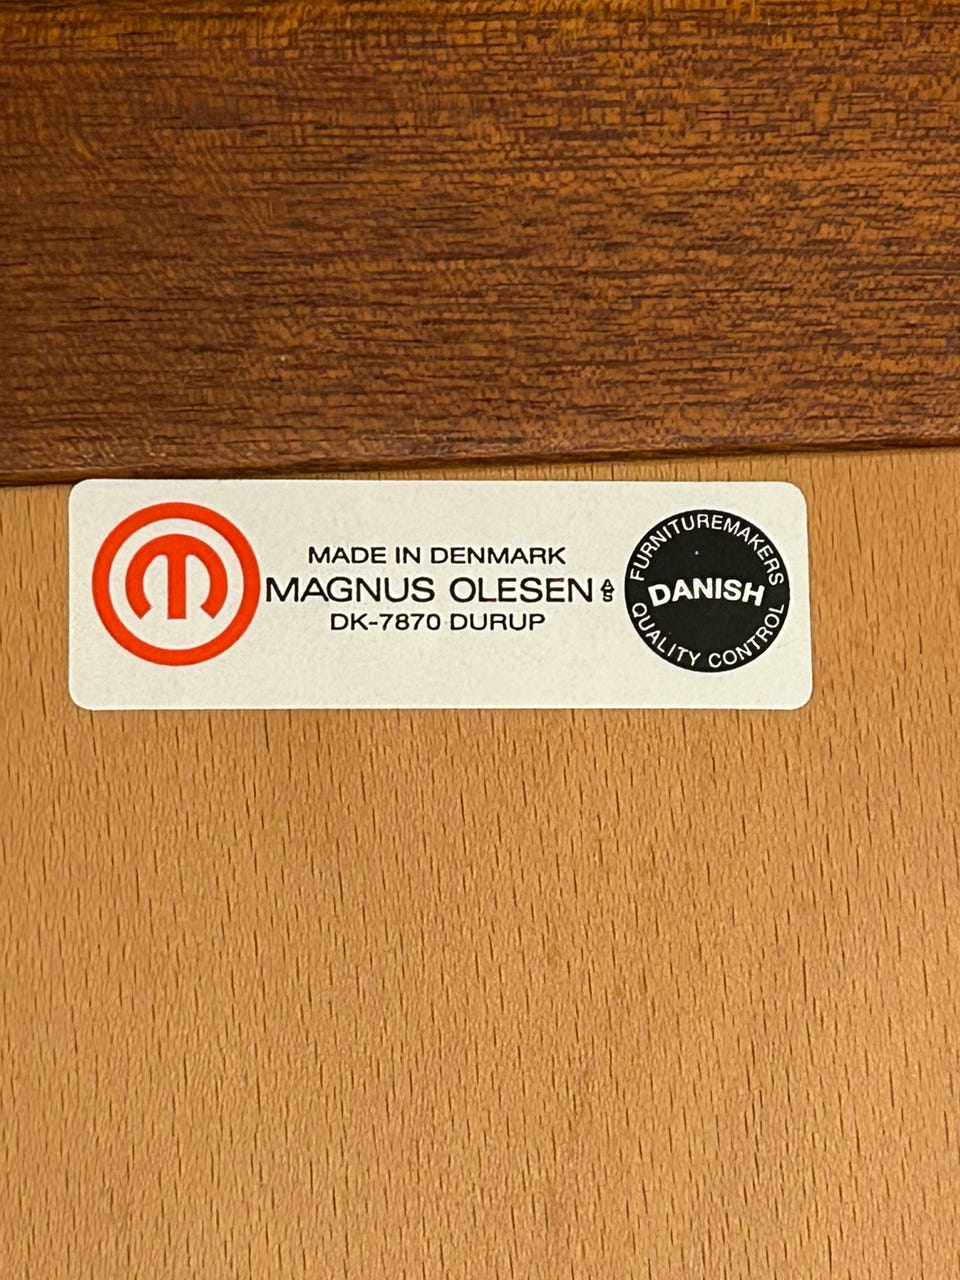 MADE IN DENMARK
MAGNUS OLESEN A/S
DK-7870 DURUP
FURNITUREMAKERS
DANISH
QUALITY CONTROL